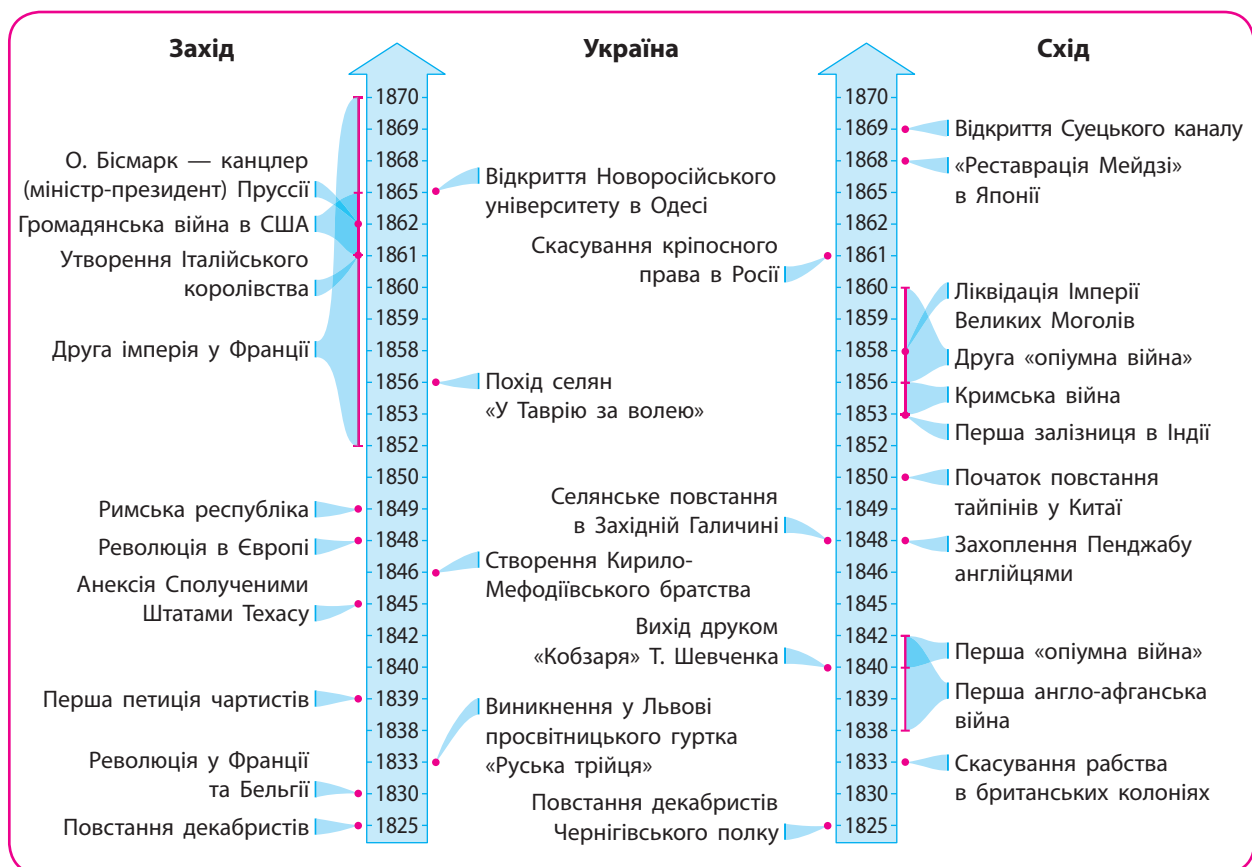 Захід
Україна
Схід
1870
1869
1868
1865
1862
1861
1860
1859
1858
1856
1853
1852
1850
1849
1848
1846
1845
1842
1840
1839
1838
1833
1830
1825
О. Бісмарк — канцлер
(міністр-президент) Пруссії
Громадянська війна в США
Утворення Італійського
королівства
Друга імперія у Франції
Римська республіка
Революція в Європі
Анексія Сполученими
Штатами Техасу
Перша петиція чартистів
Революція у Франції
та Бельгії
Повстання декабристів
Відкриття Новоросійського
університету в Одесі
Скасування кріпосного
права в Росії
Похід селян
«У Таврію за волею»
Селянське повстання
в Західній Галичині
Створення Кирило-
Мефодіївського братства
Вихід друком
«Кобзаря» Т. Шевченка
Виникнення у Львові
просвітницького гуртка
«Руська трійця»
Повстання декабристів
Чернігівського полку
1870
1869
1868
1865
1862
1861
1860
1859
1858
1856
1853
1852
1850
1849
1848
1846
1845
1842
1840
1839
1838
1833
1830
1825
Відкриття Суецького каналу
«Реставрація Мейдзі»
в Японії
Ліквідація Імперії
Великих Моголів
Друга «опіумна війна»
Кримська війна
Перша залізниця в Індії
Початок повстання
тайпінів у Китаї
Захоплення Пенджабу
англійцями
Перша «опіумна війна»
Перша англо-афганська
війна
Скасування рабства
в британських колоніях